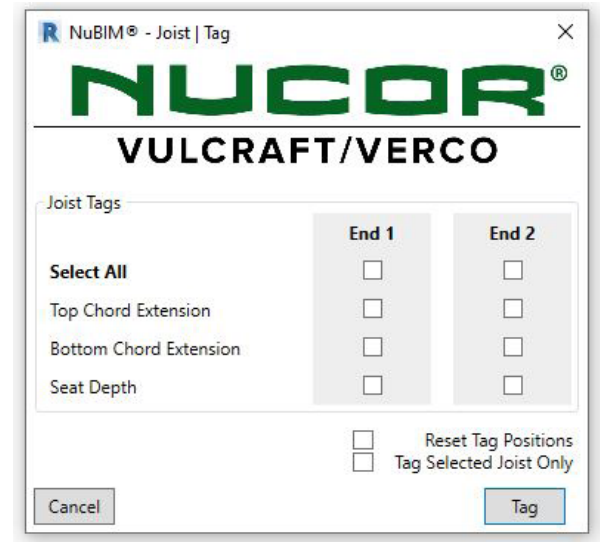 R NuBIM® - Joist | Tag
NUCOR®
VULCRAFT/VERCO
Joist Tags
End 1 End 2
Select All
Top Chord Extension
Bottom Chord Extension
Seat Depth
Reset Tag Positions
Tag Selected Joist Only
Cancel Tag